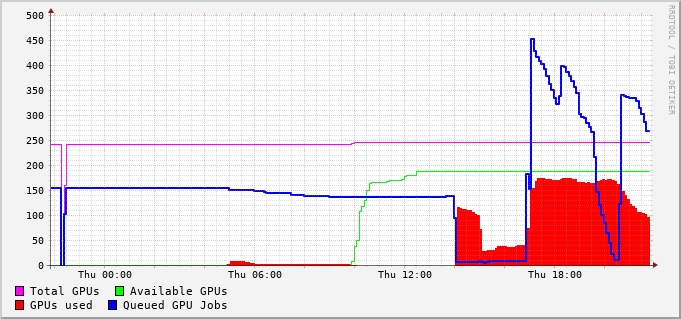 500
450
400
350
300
250
200
150
100
50
0
Thu 00:00 Thu 06:00 Thu 12:00 Thu 18:00
Total GPUs Available GPUs
GPUs used Queued GPU Jobs
RRDTOOL / TOBI OETIKER